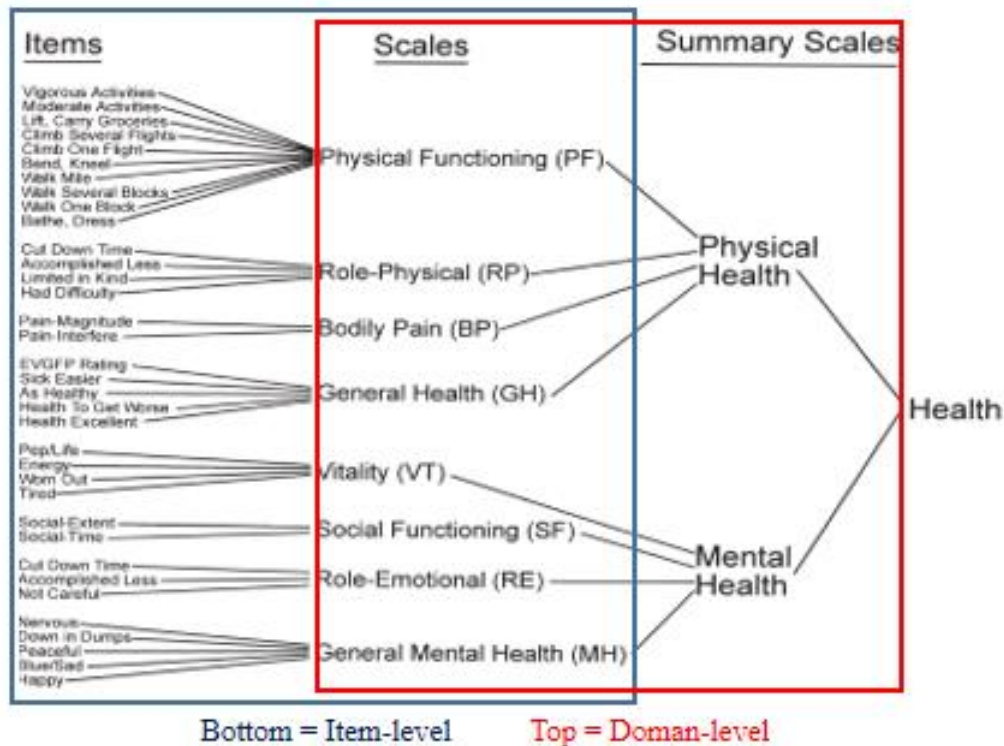 Items
Scales
Summary Scales
Vigorous Activities
Moderate Activities
Lift, Carry Groceries
Climb Several Flights
Climb One Flight
Bend, Kneel
Walk Mile
Walk Several Blocks
Walk One Block
Bathe, Dress
Physical Functioning (PF)
Cut Down Time
Accomplished Less
Limited in Kind
Had Difficulty
Role-Physical (RP)
Pain-Magnitude
Pain-Interfere
Bodily Pain (BP)
EVGFP Rating
Sick Easier
As Healthy
Health To Get Worse
Health Excellent
General Health (GH)
Pep/Life
Energy
Worn Out
Tired
Vitality (VT)
Social-Extent
Social-Time
Social Functioning (SF)
Cut Down Time
Accomplished Less
Not Careful
Role-Emotional (RE)
Nervous
Down in Dumps
Peaceful
Blue/Sad
Happy
General Mental Health (MH)
Physical
Health
Mental
Health
Health
Bottom = Item-level
Top = Doman-level